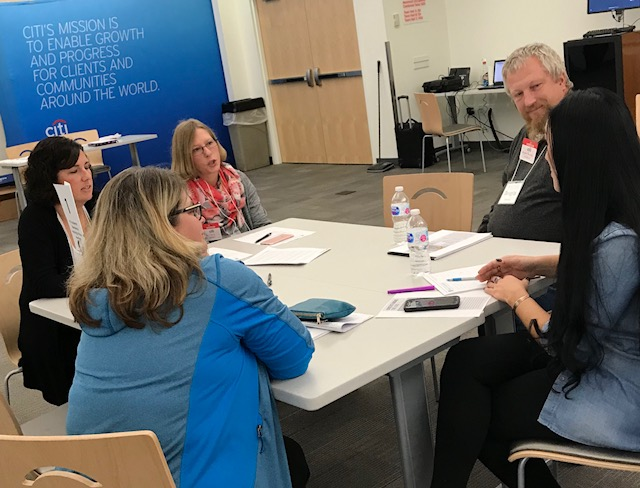 CITI'S MISSION IS
TO ENABLE GROWTH
AND PROGRESS
FOR CLIENTS AND
COMMUNITIES
AROUND THE WORLD.
citi